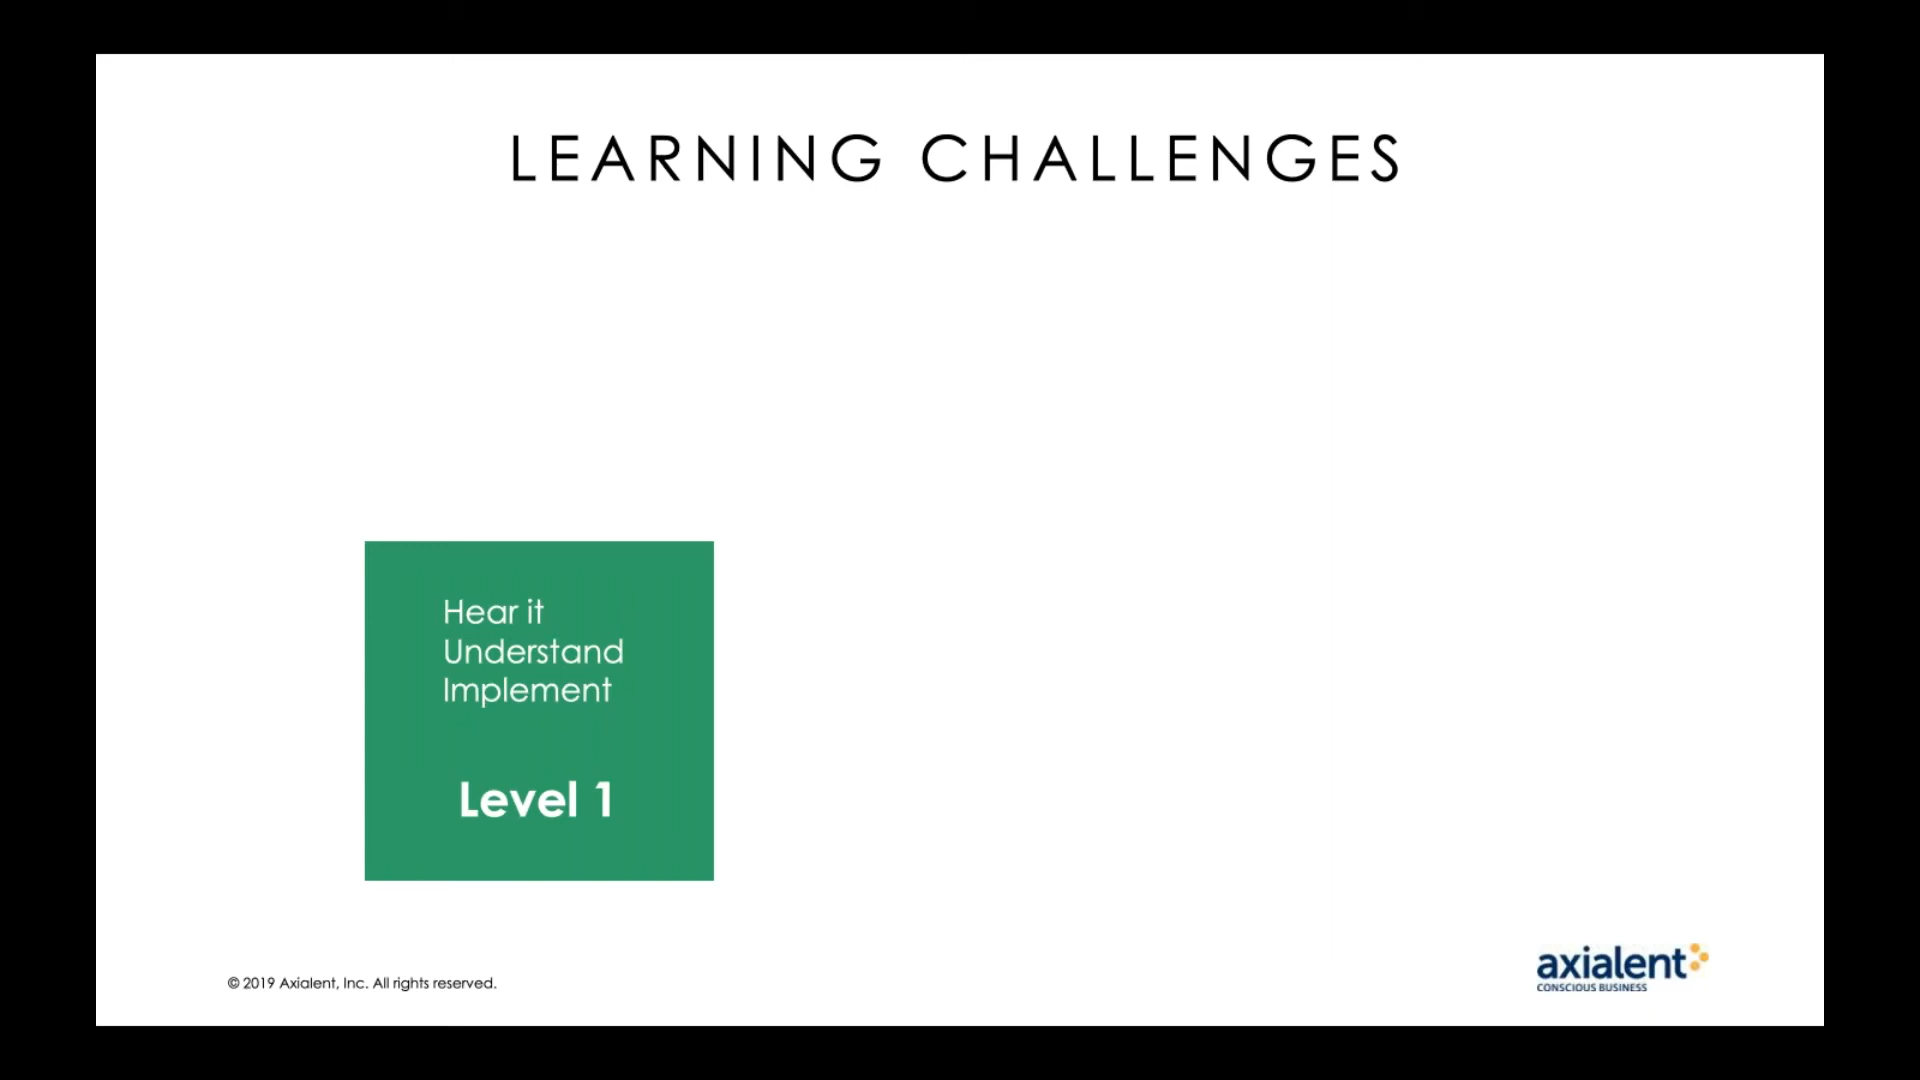 LEARNING CHALLENGES
Hear it
Understand
Implement
Level 1
© 2019 Axialent, Inc. All rights reserved.
axialent
CONSCIOUS BUSINESS